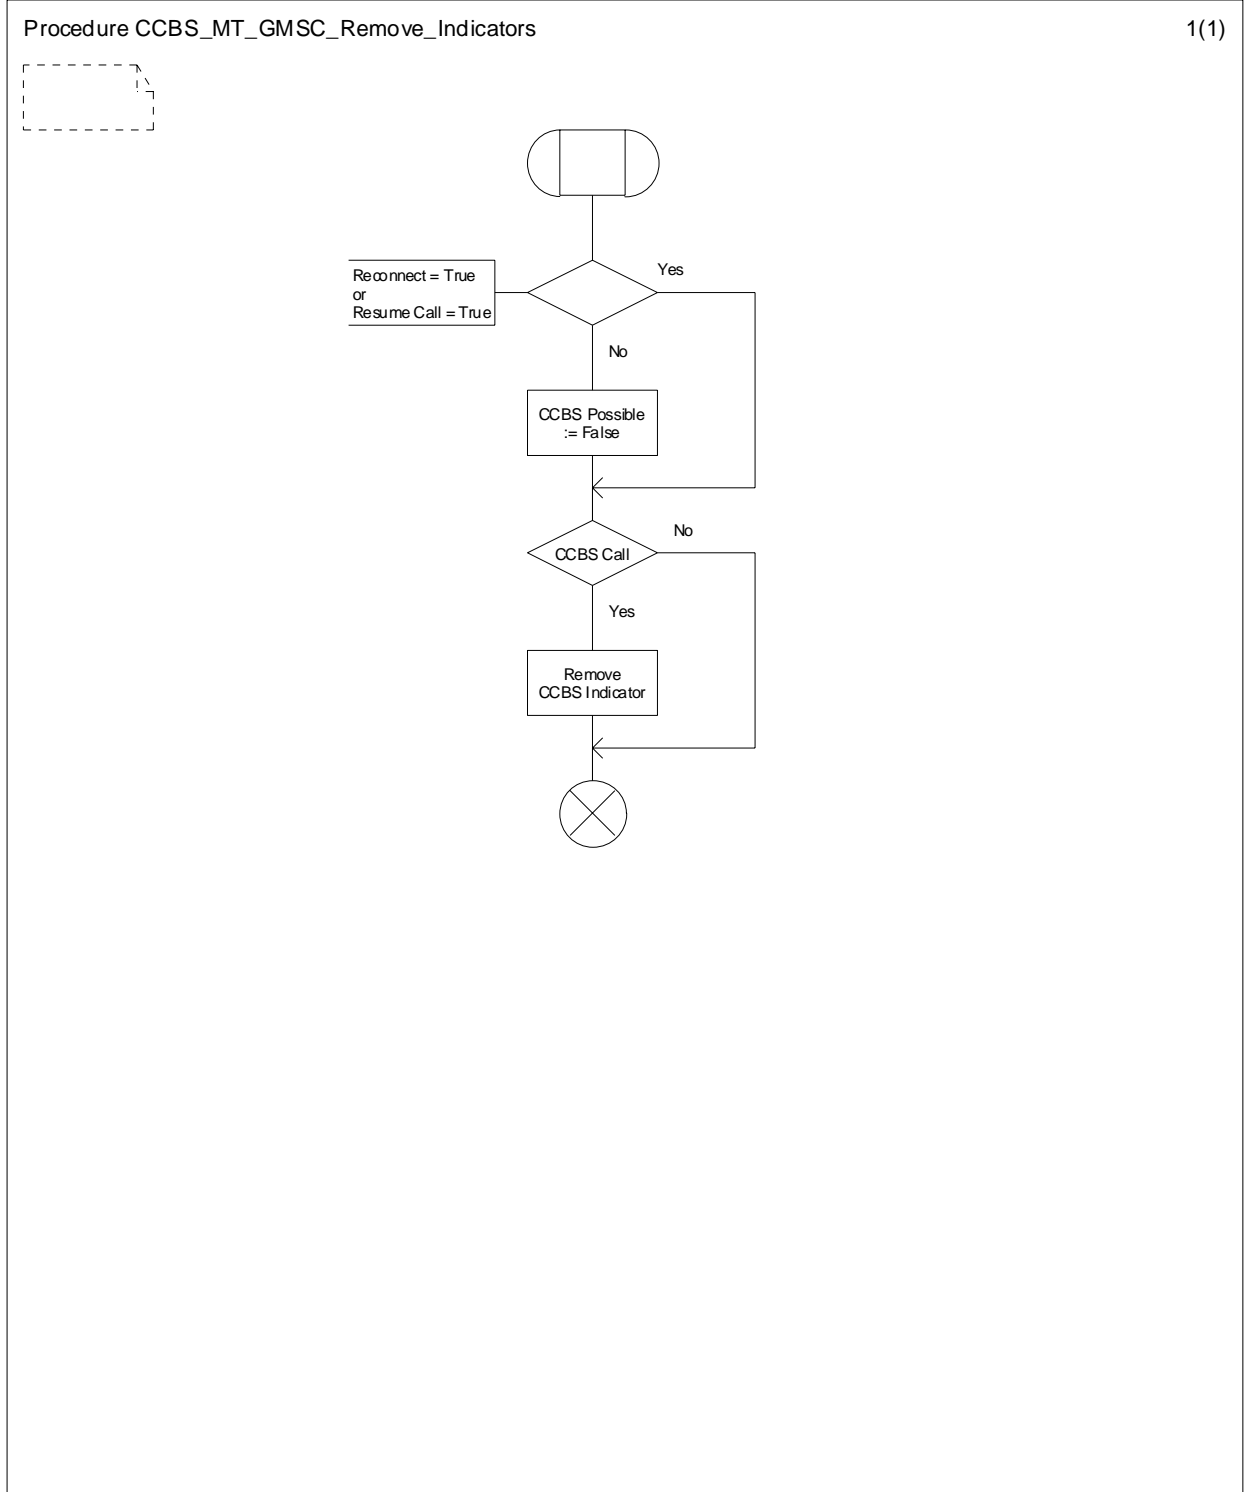 Procedure CCBS_MT_GMSC_Remove_Indicators
1(1)
Reconnect = True
or
Resume Call = True
Yes
No
CCBS Possible
:= False
CCBS Call
No
Yes
Remove
CCBS Indicator